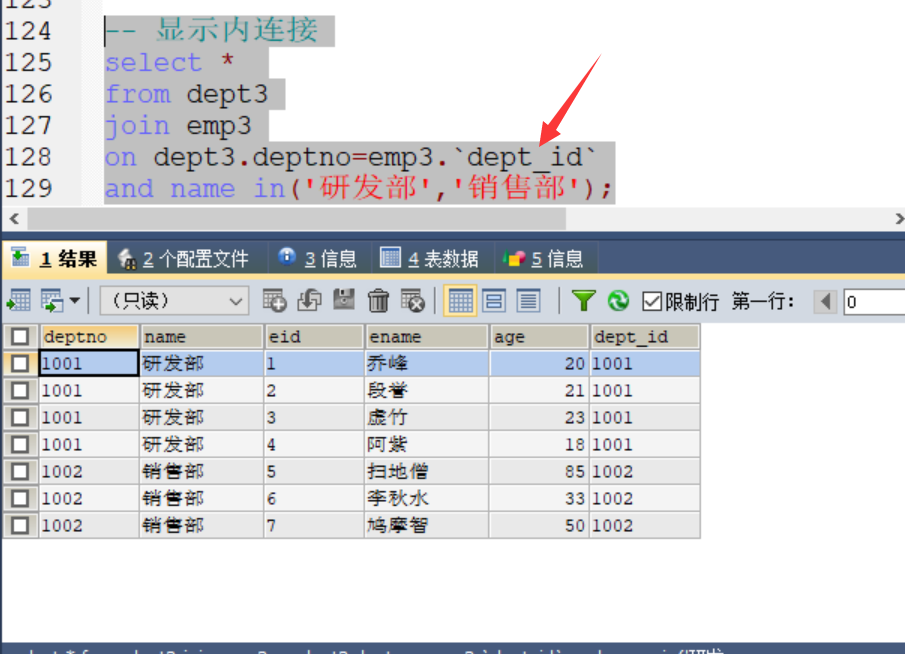 123
124 -- 显示内连接
125 select *
126 from dept3
127 join emp3
128 on dept3.deptno=emp3.`dept_id`
129 and name in('研发部','销售部');
1 结果 2 个配置文件 3 信息 4 表数据 5 信息
（只读） 限制行 第一行: 0
deptno name eid ename age dept_id
1001 研发部 1 乔峰 20 1001
1001 研发部 2 段誉 21 1001
1001 研发部 3 虚竹 23 1001
1001 研发部 4 阿紫 18 1001
1002 销售部 5 扫地僧 85 1002
1002 销售部 6 李秋水 33 1002
1002 销售部 7 鸠摩智 50 1002